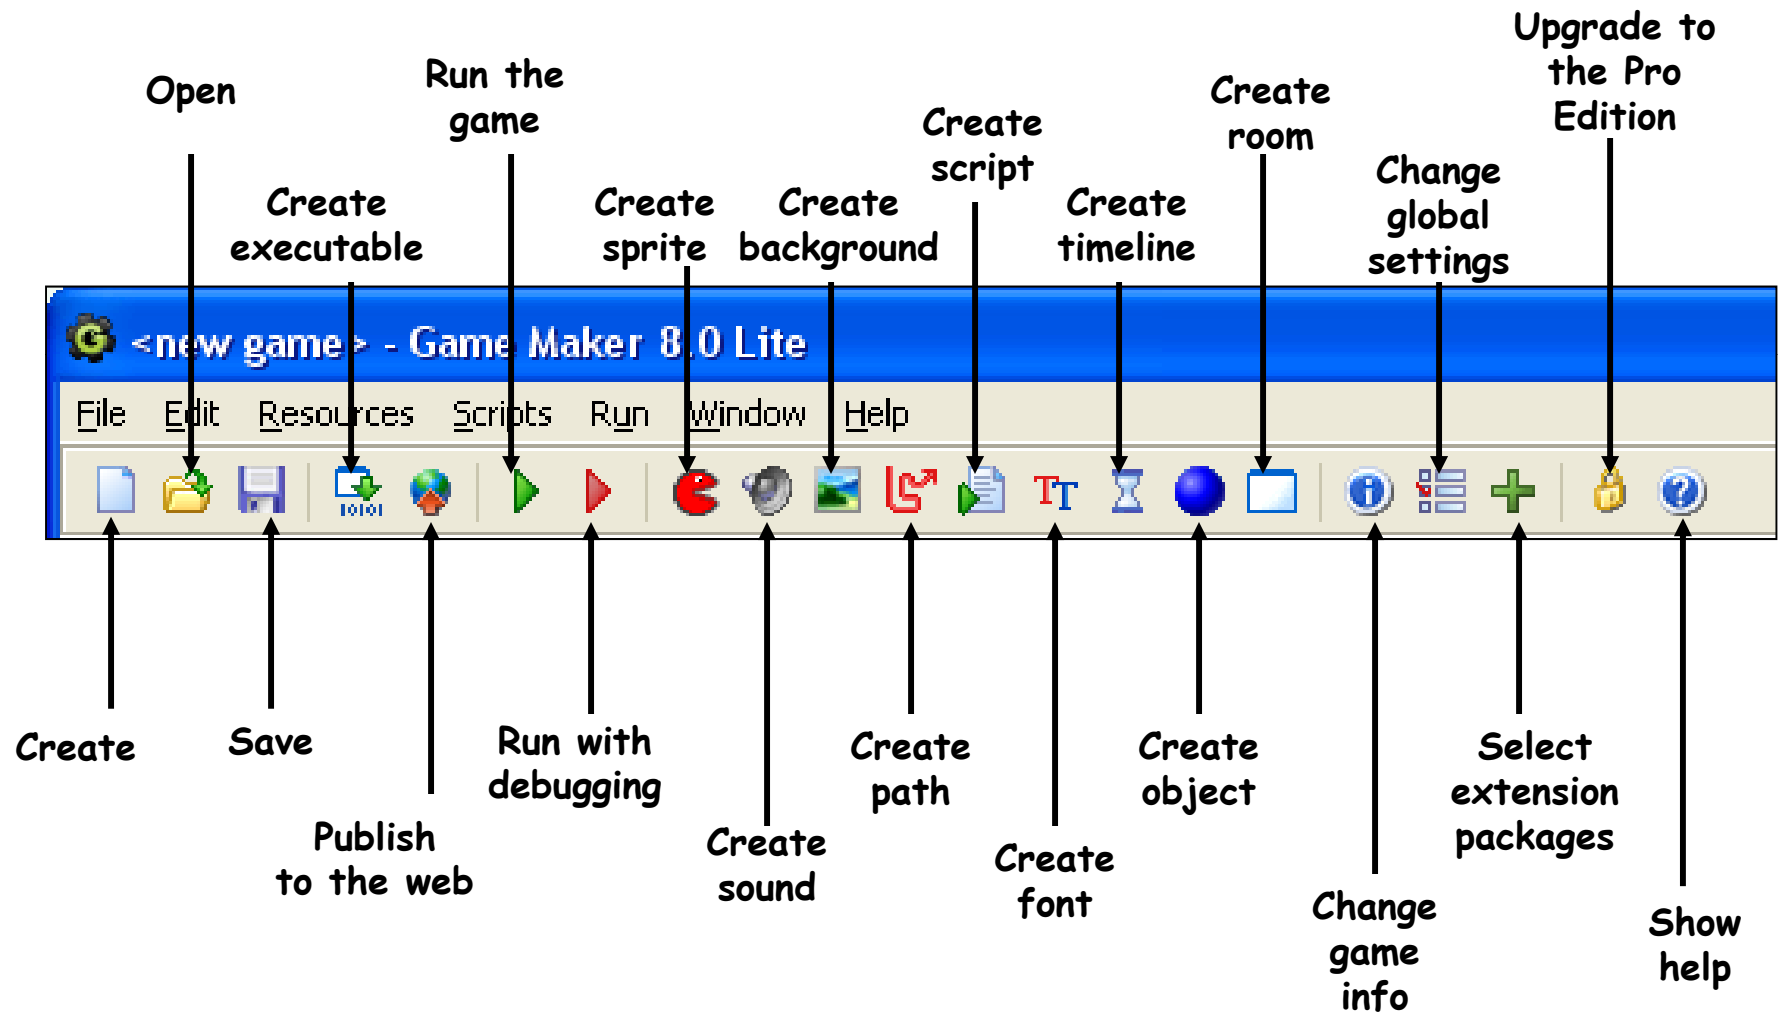 Upgrade to
the Pro
Edition
Open
Run the
game
Create
room
Create
script
Change
global
settings
Create
executable
Create
sprite
Create
background
Create
timeline
<new game> - Game Maker 8.0 Lite
File Edit Resources Scripts Run Window Help
10101
TT
Create
Save
Run with
debugging
Create
path
Create
object
Select
extension
packages
Publish
to the web
Create
sound
Create
font
Change
game
info
Show
help